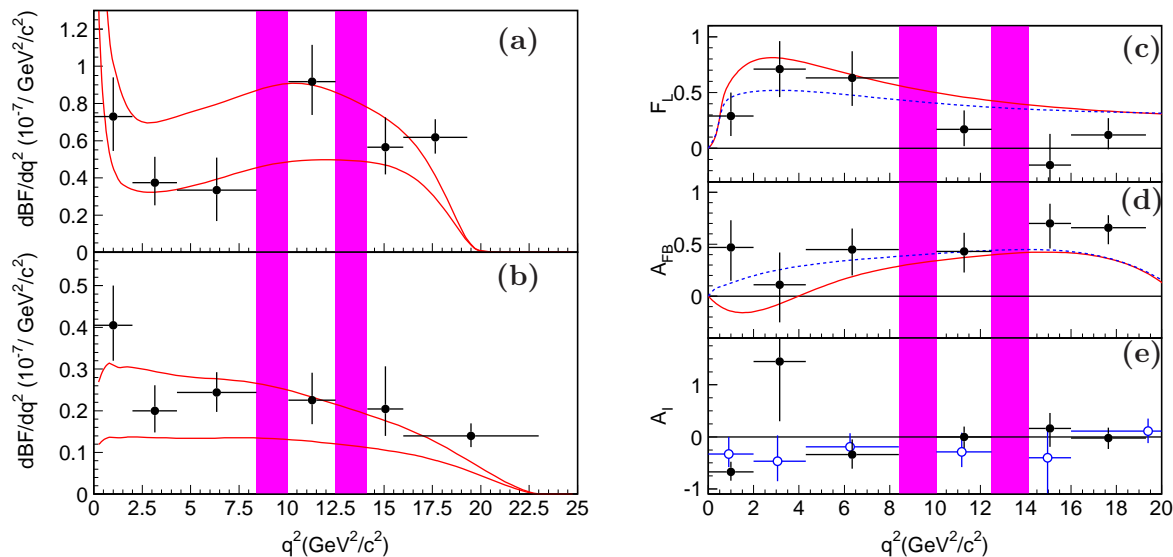 (a)
dBF/dq² (10⁻⁷/ GeV²/c²)
1.2
1
0.8
0.6
0.4
0.2
0
(b)
dBF/dq² (10⁻⁷/ GeV²/c²)
0.5
0.4
0.3
0.2
0.1
0
0 2.5 5 7.5 10 12.5 15 17.5 20 22.5 25
q²(GeV²/c²)
(c)
F_L
1
0.5
0
(d)
A_FB
1
0.5
0
(e)
A_I
1
0
-1
0 2 4 6 8 10 12 14 16 18 20
q²(GeV²/c²)